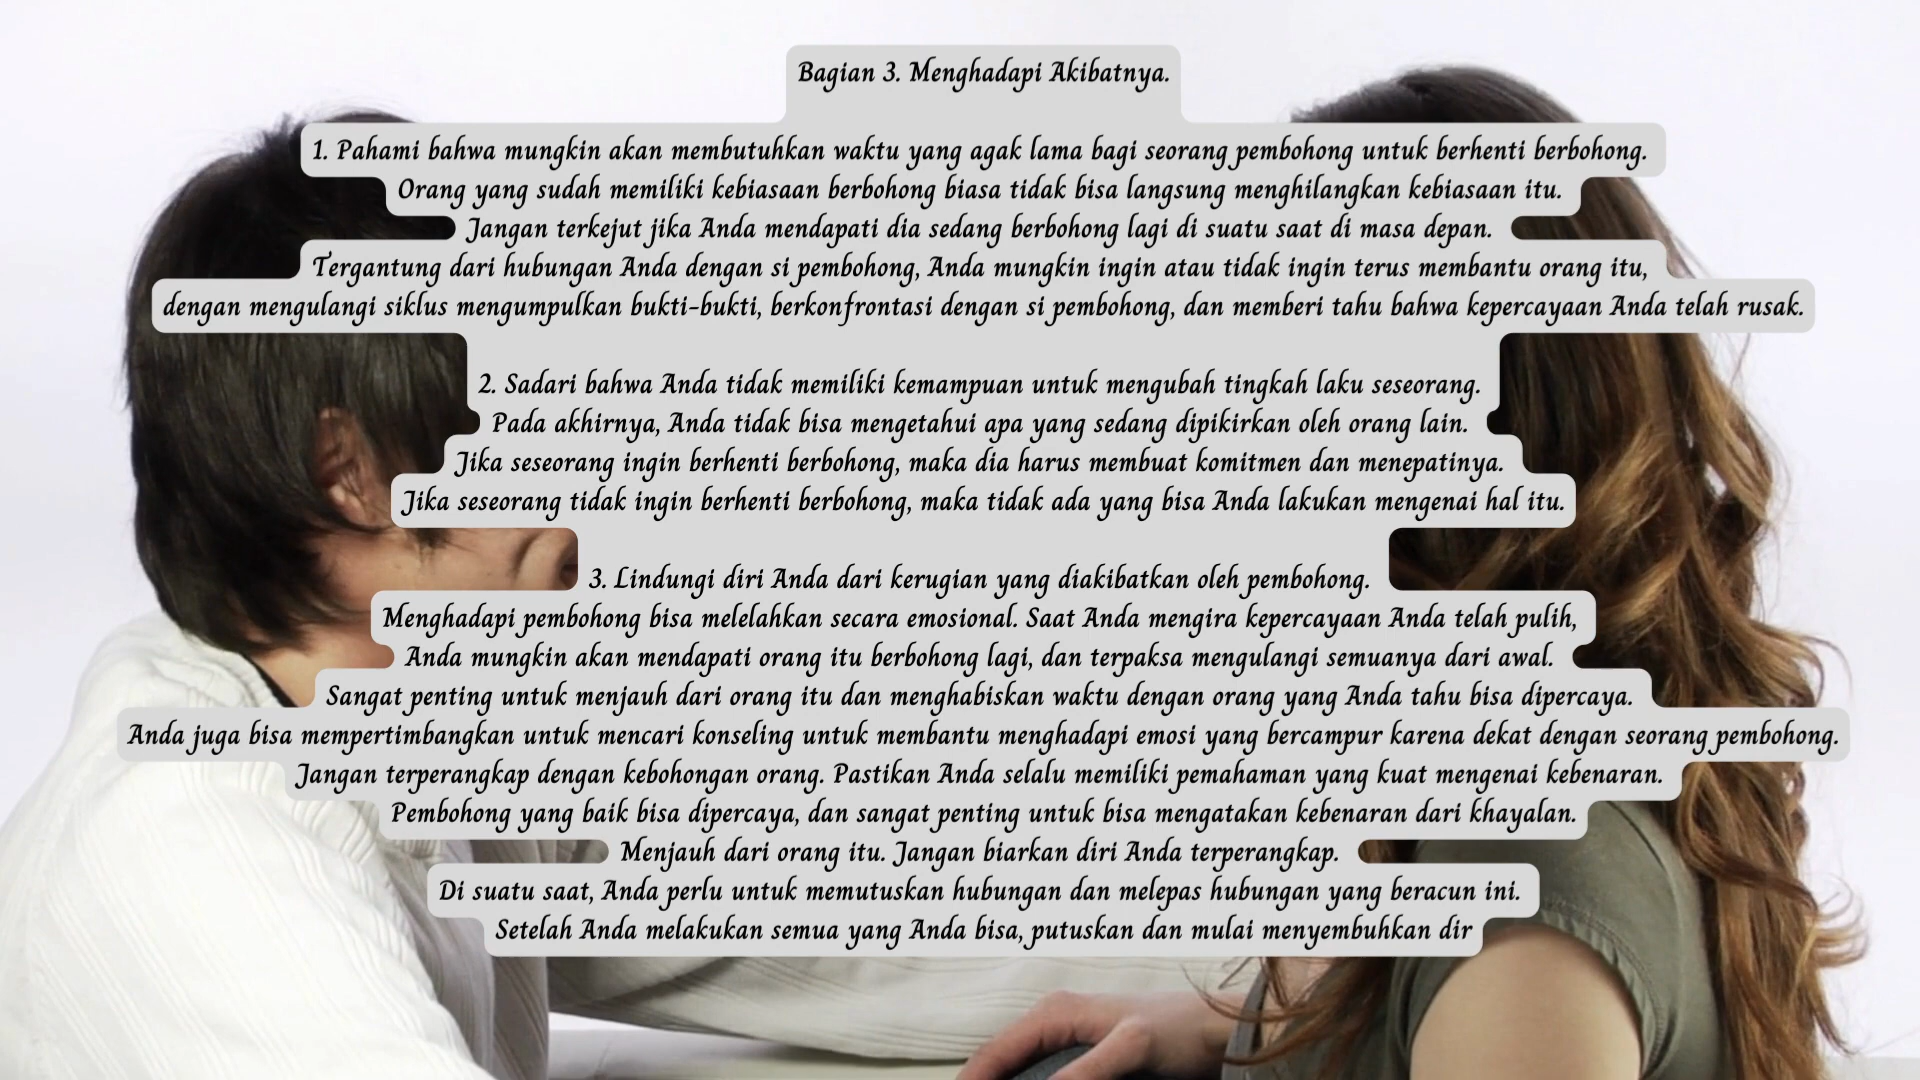 Bagian 3. Menghadapi Akibatnya.
1. Pahami bahwa mungkin akan membutuhkan waktu yang agak lama bagi seorang pembohong untuk berhenti berbohong.
Orang yang sudah memiliki kebiasaan berbohong biasa tidak bisa langsung menghilangkan kebiasaan itu.
Jangan terkejut jika Anda mendapati dia sedang berbohong lagi di suatu saat di masa depan.
Tergantung dari hubungan Anda dengan si pembohong, Anda mungkin ingin atau tidak ingin terus membantu orang itu,
dengan mengulangi siklus mengumpulkan bukti-bukti, berkonfrontasi dengan si pembohong, dan memberi tahu bahwa kepercayaan Anda telah rusak.
2. Sadari bahwa Anda tidak memiliki kemampuan untuk mengubah tingkah laku seseorang.
Pada akhirnya, Anda tidak bisa mengetahui apa yang sedang dipikirkan oleh orang lain.
Jika seseorang ingin berhenti berbohong, maka dia harus membuat komitmen dan menepatinya.
Jika seseorang tidak ingin berhenti berbohong, maka tidak ada yang bisa Anda lakukan mengenai hal itu.
3. Lindungi diri Anda dari kerugian yang diakibatkan oleh pembohong.
Menghadapi pembohong bisa melelahkan secara emosional. Saat Anda mengira kepercayaan Anda telah pulih,
Anda mungkin akan mendapati orang itu berbohong lagi, dan terpaksa mengulangi semuanya dari awal.
Sangat penting untuk menjauh dari orang itu dan menghabiskan waktu dengan orang yang Anda tahu bisa dipercaya.
Anda juga bisa mempertimbangkan untuk mencari konseling untuk membantu menghadapi emosi yang bercampur karena dekat dengan seorang pembohong.
Jangan terperangkap dengan kebohongan orang. Pastikan Anda selalu memiliki pemahaman yang kuat mengenai kebenaran.
Pembohong yang baik bisa dipercaya, dan sangat penting untuk bisa mengatakan kebenaran dari khayalan.
Menjauh dari orang itu. Jangan biarkan diri Anda terperangkap.
Di suatu saat, Anda perlu untuk memutuskan hubungan dan melepas hubungan yang beracun ini.
Setelah Anda melakukan semua yang Anda bisa, putuskan dan mulai menyembuhkan dir